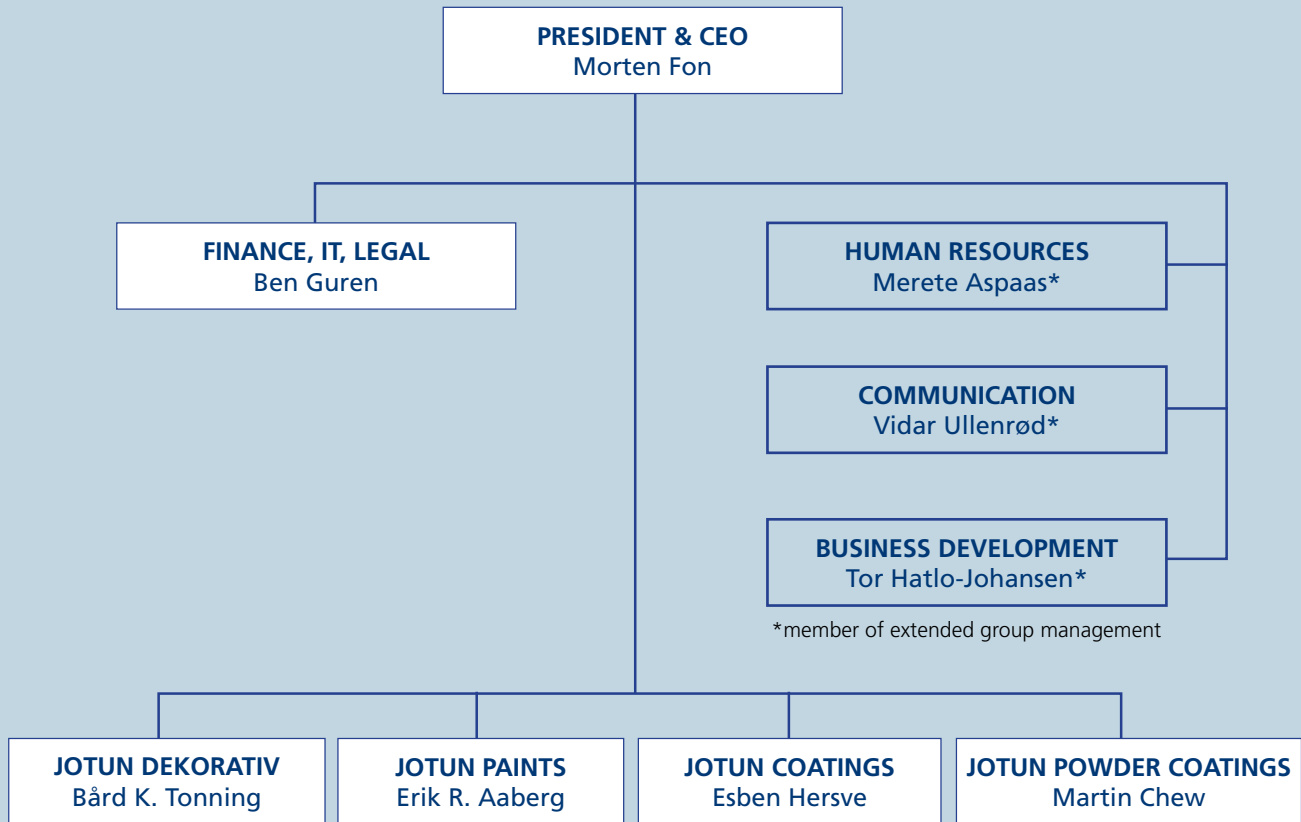 PRESIDENT & CEO
Morten Fon
FINANCE, IT, LEGAL
Ben Guren
HUMAN RESOURCES
Merete Aspaas*
COMMUNICATION
Vidar Ullenrød*
BUSINESS DEVELOPMENT
Tor Hatlo-Johansen*
*member of extended group management
JOTUN DEKORATIV
Bård K. Tonning
JOTUN PAINTS
Erik R. Aaberg
JOTUN COATINGS
Esben Hersve
JOTUN POWDER COATINGS
Martin Chew